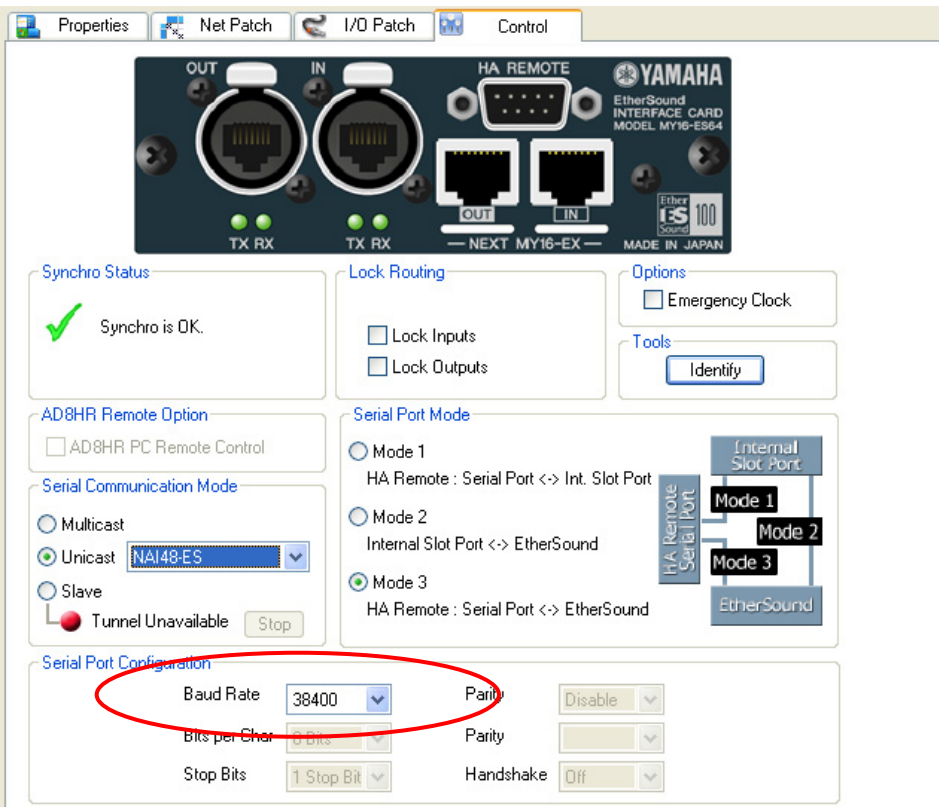 Properties
Net Patch
I/O Patch
Control
OUT
IN
HA REMOTE
YAMAHA
EtherSound
INTERFACE CARD
MODEL MY16-ES64
OUT
IN
Ether
ES 100
Sound
TX RX
TX RX
NEXT MY16-EX
MADE IN JAPAN
Synchro Status
Synchro is OK.
Lock Routing
Lock Inputs
Lock Outputs
Options
Emergency Clock
Tools
Identify
AD8HR Remote Option
AD8HR PC Remote Control
Serial Communication Mode
Multicast
Unicast NAI48-ES
Slave
Tunnel Unavailable Stop
Serial Port Mode
Mode 1
HA Remote : Serial Port <-> Int. Slot Port
Mode 2
Internal Slot Port <-> EtherSound
Mode 3
HA Remote : Serial Port <-> EtherSound
Internal
Slot Port
HA Remote
Serial Port
Mode 1
Mode 2
Mode 3
EtherSound
Serial Port Configuration
Baud Rate 38400
Parity Disable
Bits per Char 8 Bits
Parity
Stop Bits 1 Stop Bit
Handshake Off